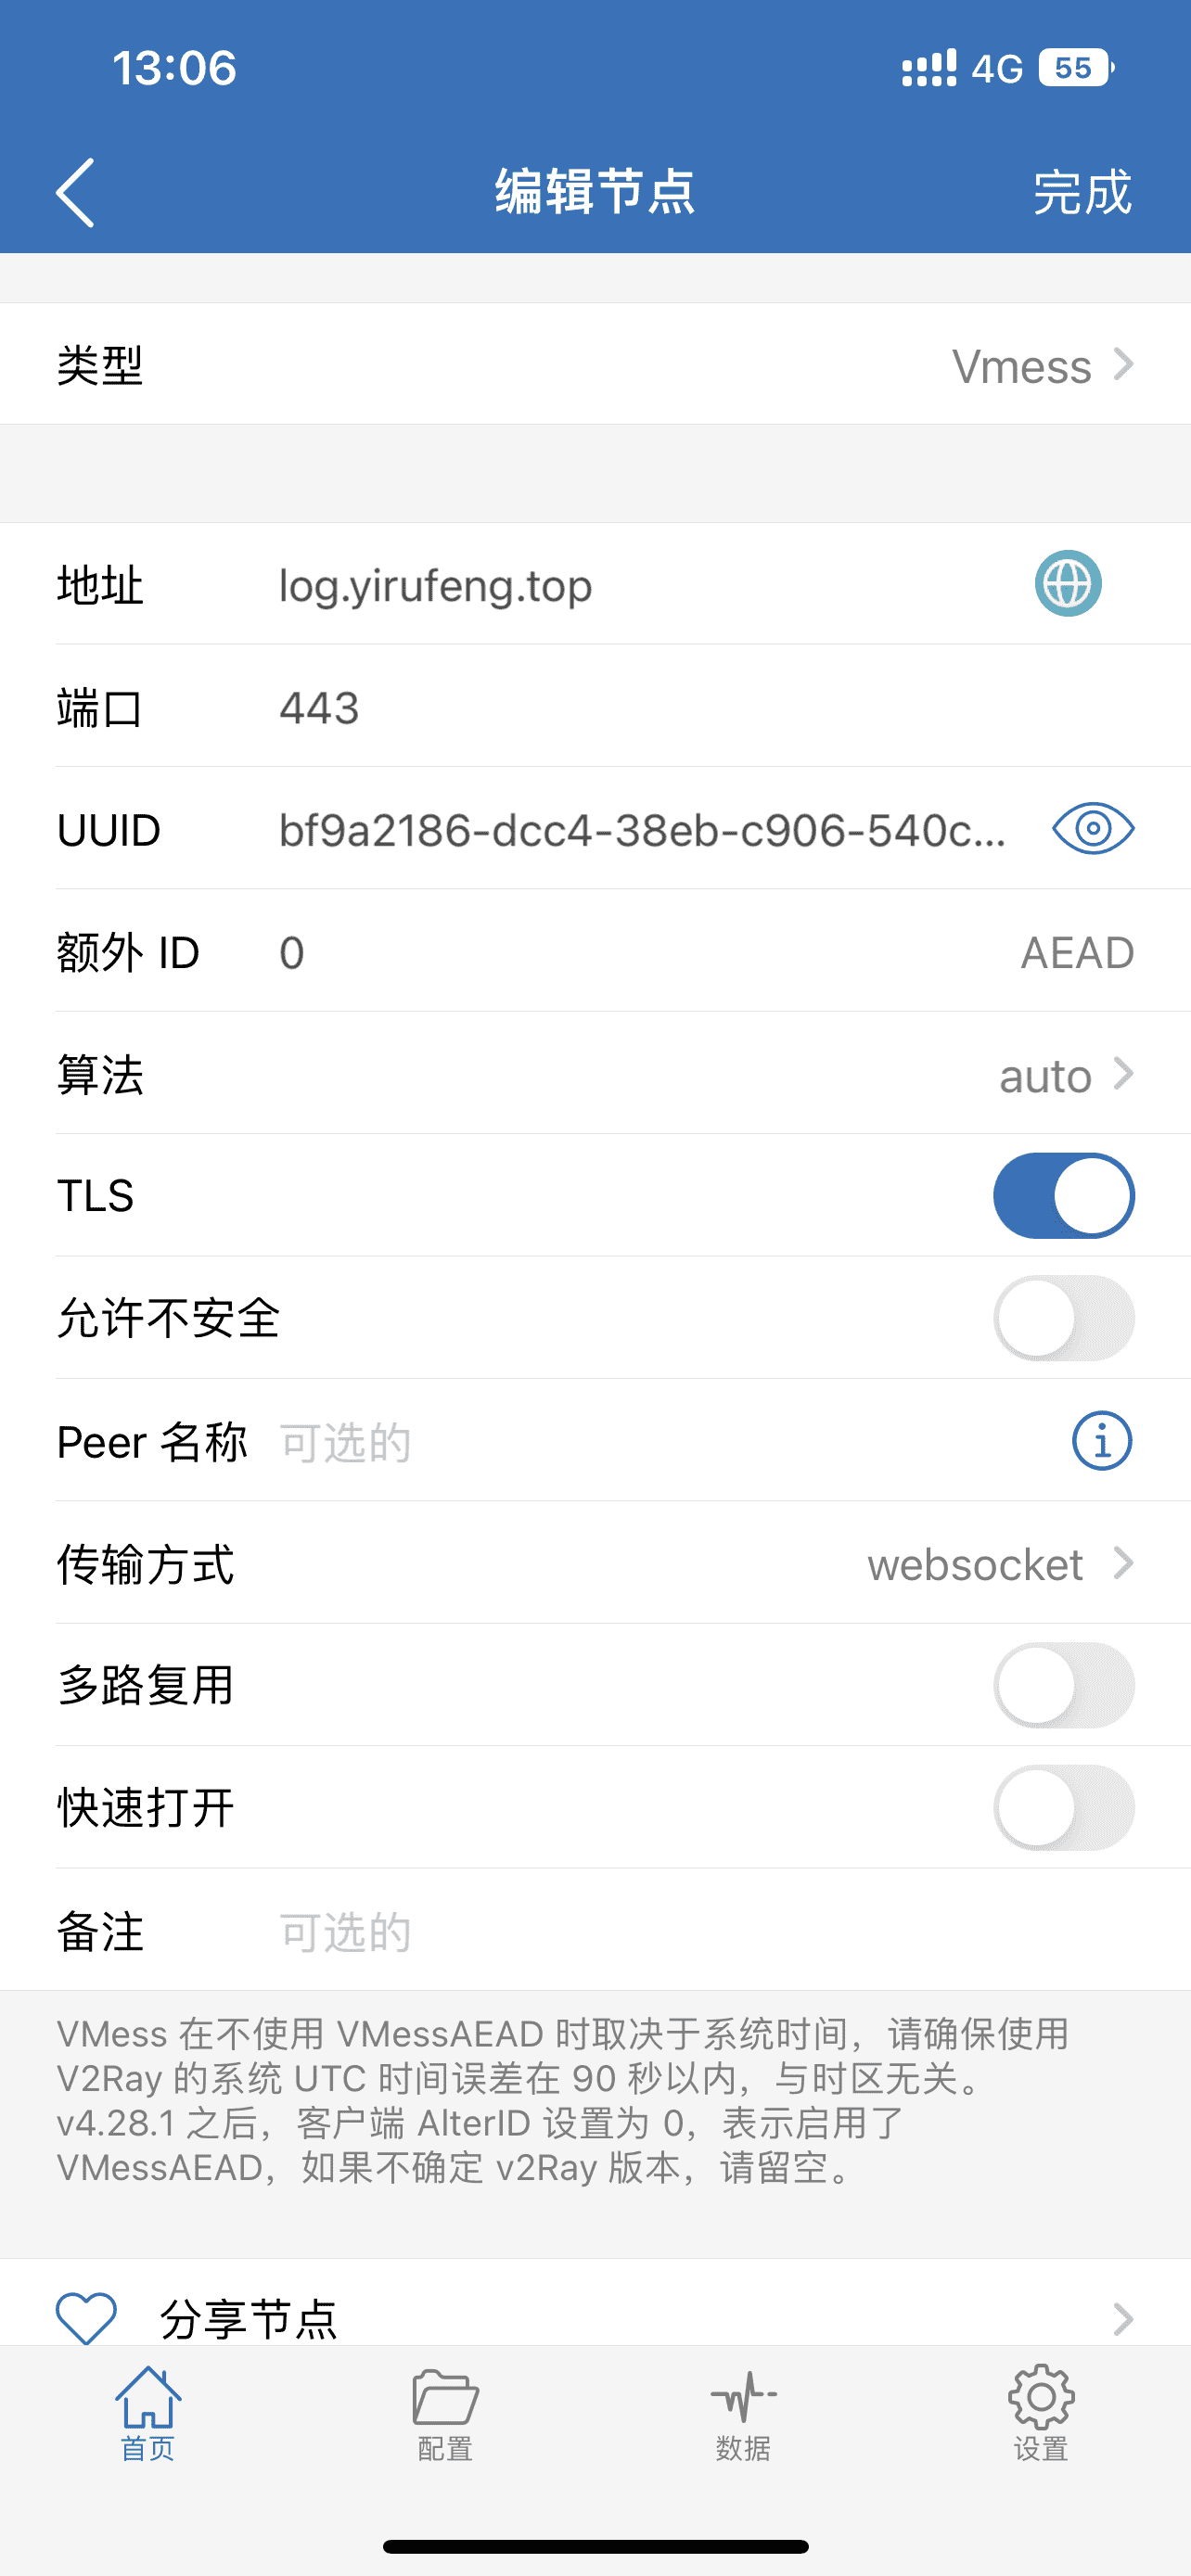 13:06 4G 55
编辑节点 完成
类型 Vmess
地址 log.yirufeng.top
端口 443
UUID bf9a2186-dcc4-38eb-c906-540c...
额外 ID 0 AEAD
算法 auto
TLS
允许不安全
Peer 名称 可选的
传输方式 websocket
多路复用
快速打开
备注 可选的
VMess 在不使用 VMessAEAD 时取决于系统时间，请确保使用
V2Ray 的系统 UTC 时间误差在 90 秒以内，与时区无关。
v4.28.1 之后，客户端 AlterID 设置为 0，表示启用了
VMessAEAD，如果不确定 v2Ray 版本，请留空。
分享节点
首页 配置 数据 设置